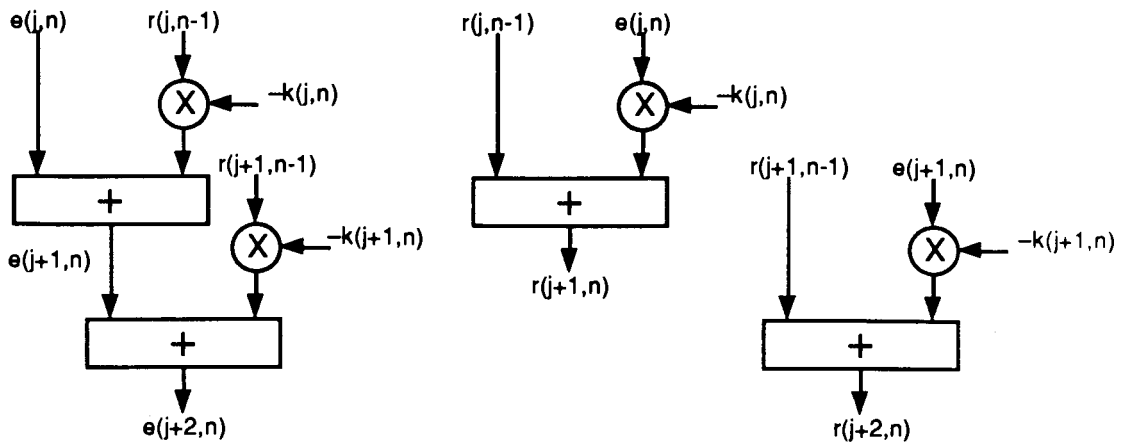 e(j,n) r(j,n-1)
X
-k(j,n)
+
r(j+1,n-1)
X
-k(j+1,n)
e(j+1,n)
+
e(j+2,n)
r(j,n-1) e(j,n)
X
-k(j,n)
+
r(j+1,n)
r(j+1,n-1) e(j+1,n)
X
-k(j+1,n)
+
r(j+2,n)